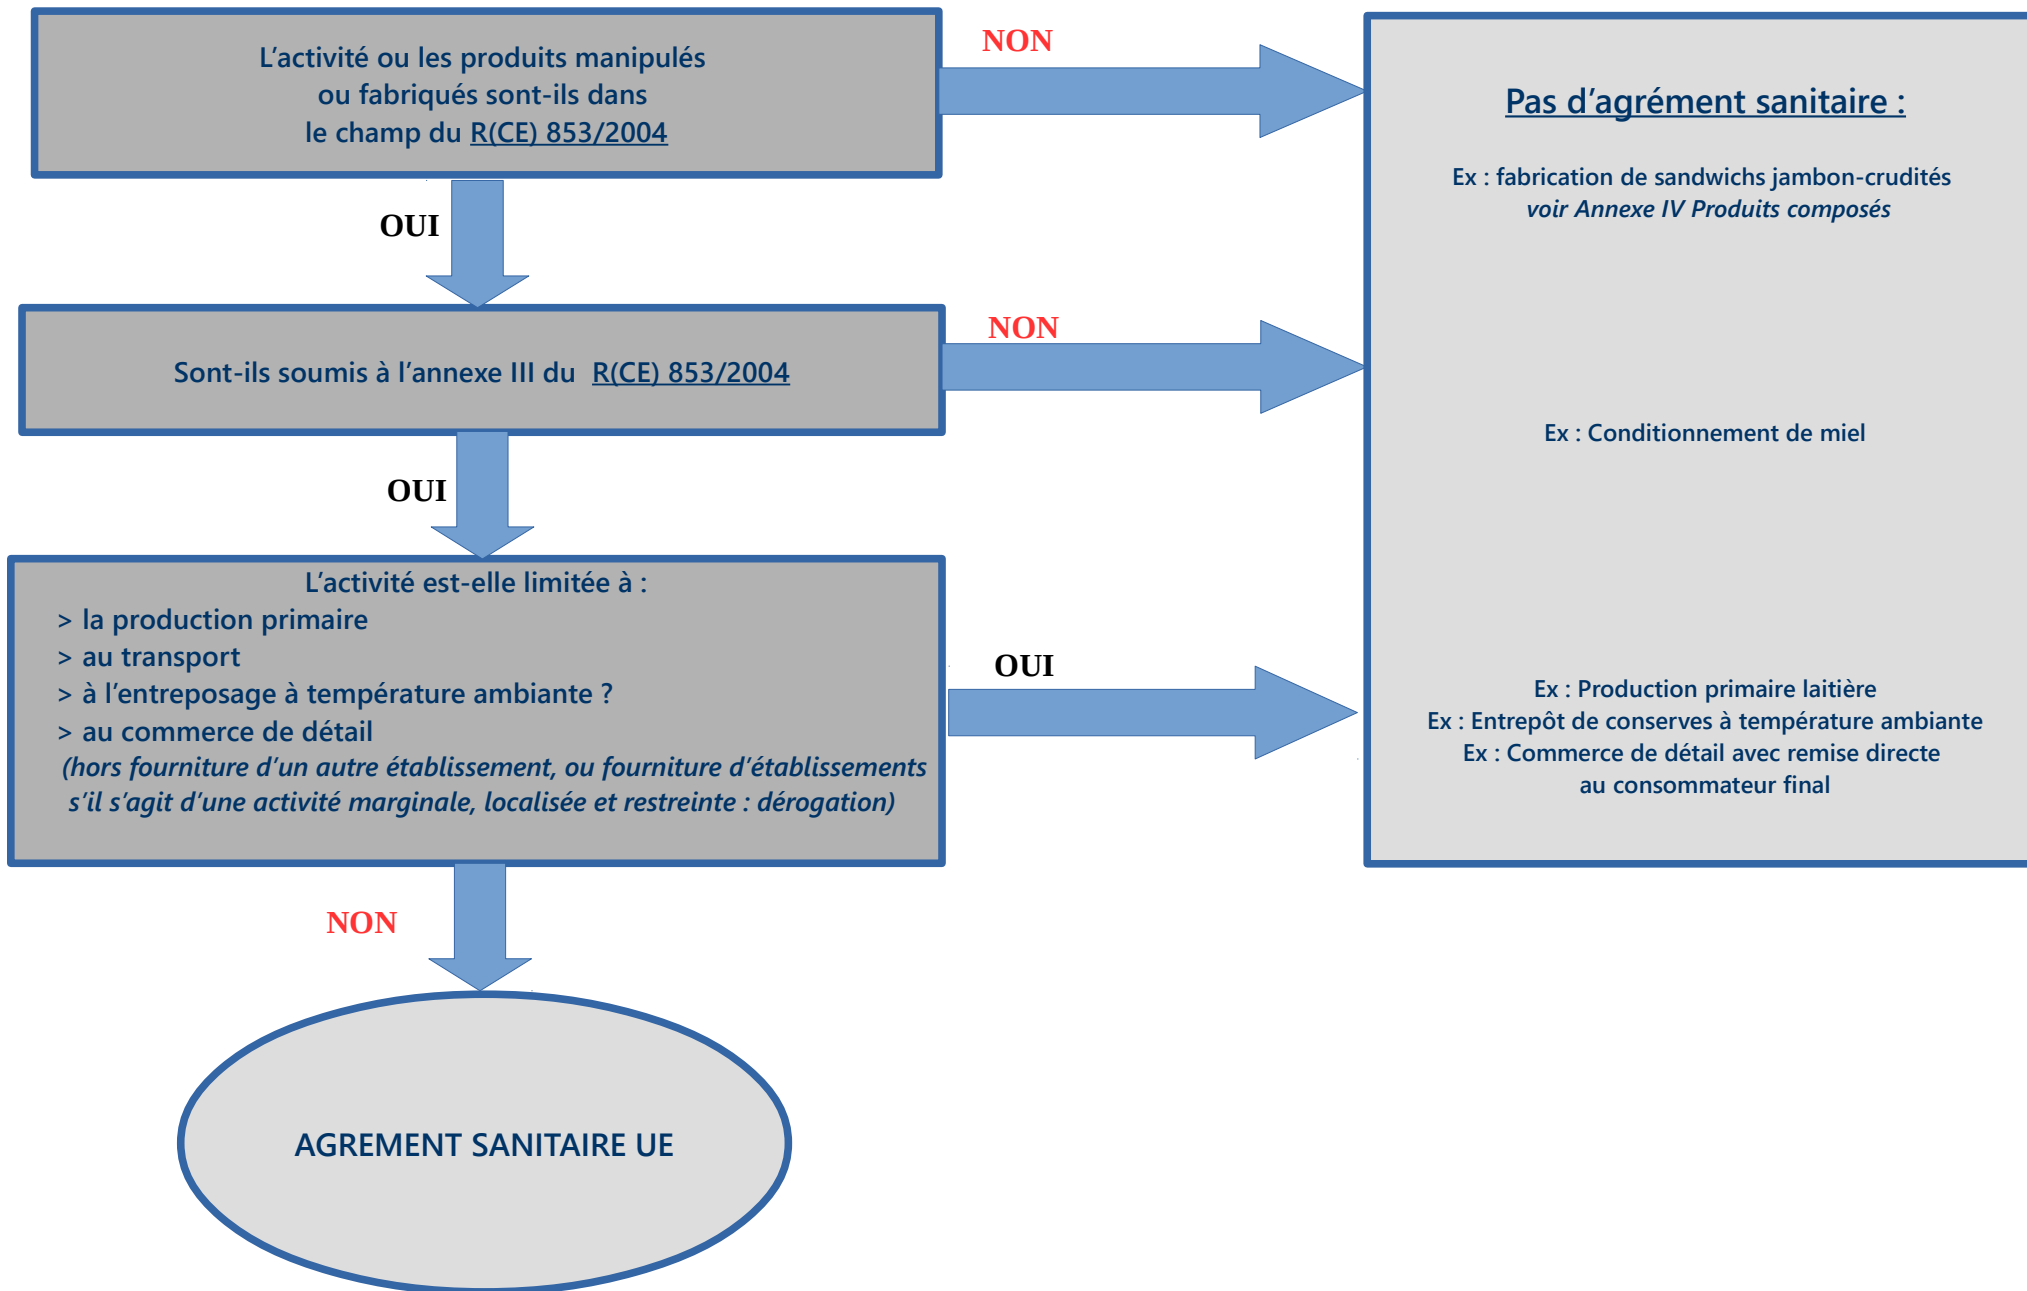 L’activité ou les produits manipulés
ou fabriqués sont-ils dans
le champ du R(CE) 853/2004
NON
OUI
Pas d’agrément sanitaire :
Ex : fabrication de sandwichs jambon-crudités
voir Annexe IV Produits composés
Sont-ils soumis à l’annexe III du R(CE) 853/2004
NON
OUI
Ex : Conditionnement de miel
L’activité est-elle limitée à :
> la production primaire
> au transport
> à l’entreposage à température ambiante ?
> au commerce de détail
(hors fourniture d’un autre établissement, ou fourniture d’établissements
s’il s’agit d’une activité marginale, localisée et restreinte : dérogation)
OUI
Ex : Production primaire laitière
Ex : Entrepôt de conserves à température ambiante
Ex : Commerce de détail avec remise directe
au consommateur final
NON
AGREMENT SANITAIRE UE